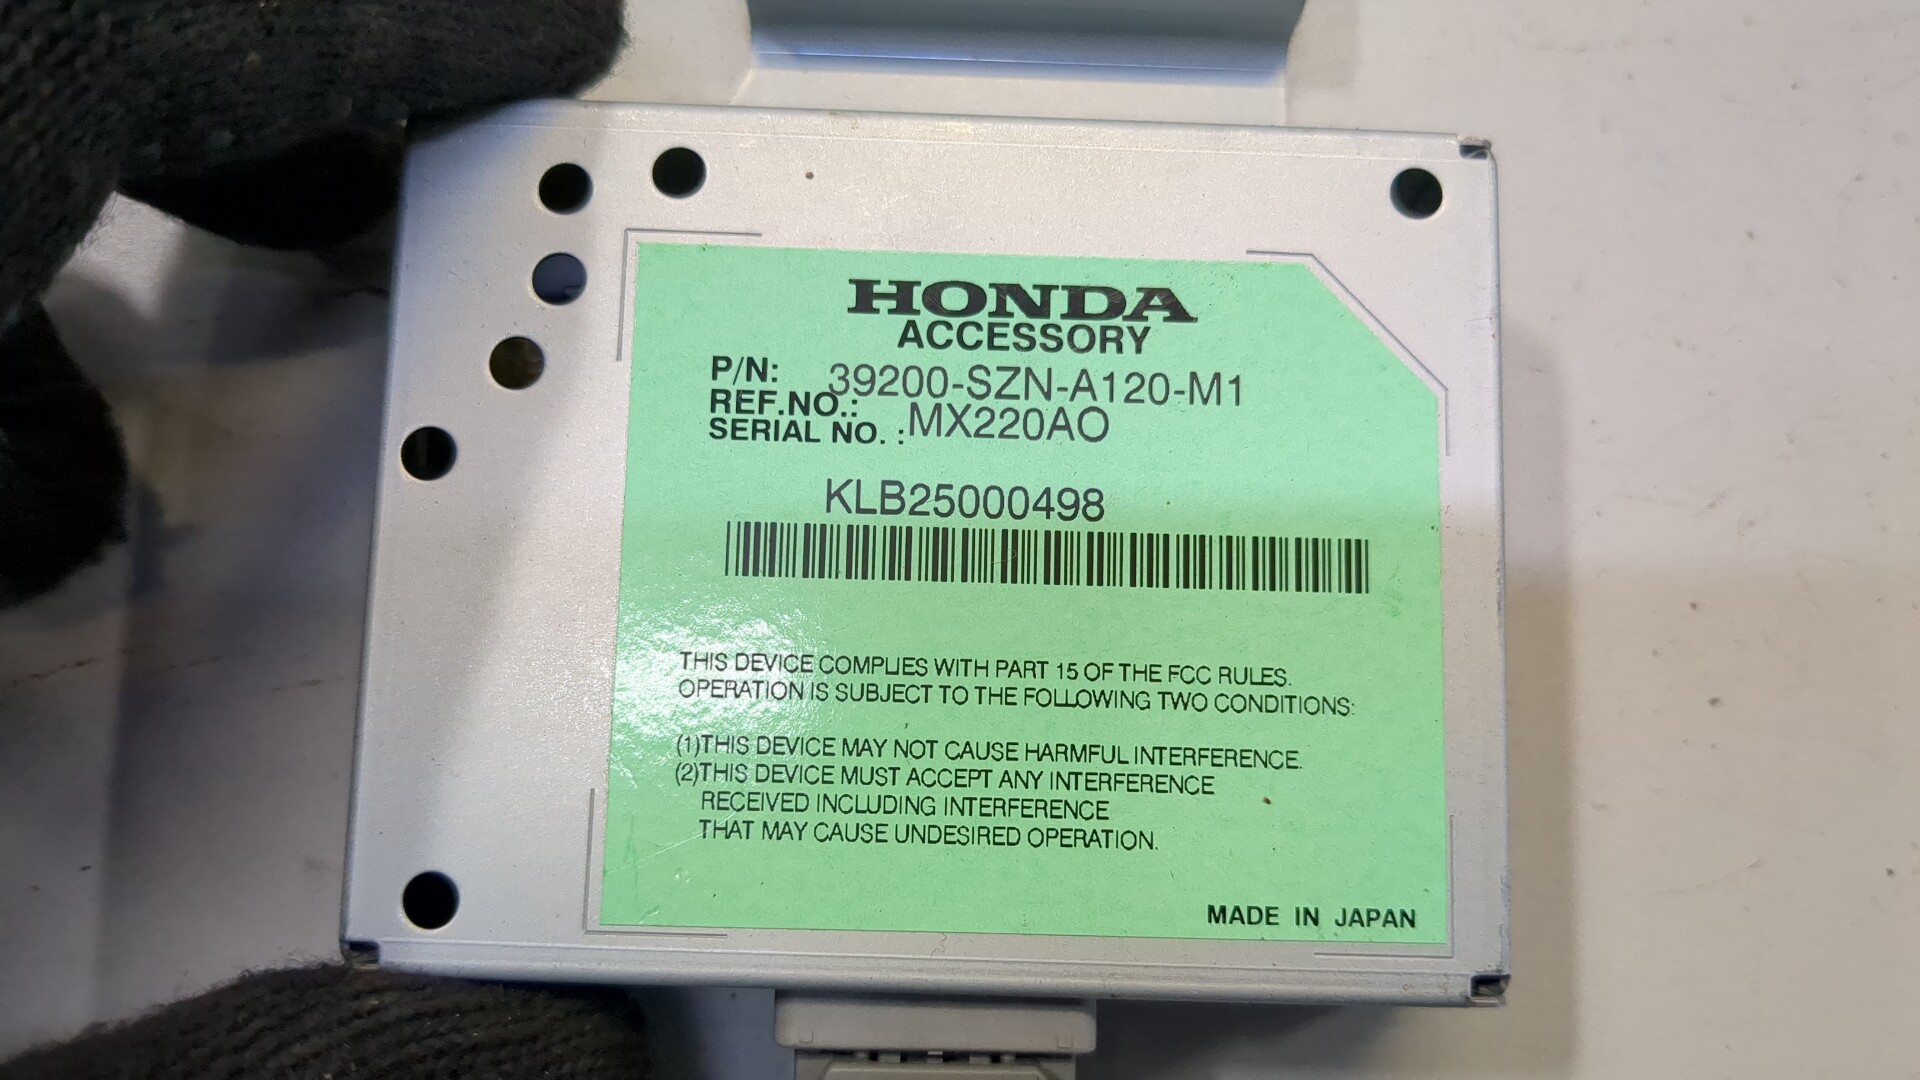 HONDA
ACCESSORY
P/N: 39200-SZN-A120-M1
REF.NO.: MX220AO
SERIAL NO. :
KLB25000498
THIS DEVICE COMPLIES WITH PART 15 OF THE FCC RULES.
OPERATION IS SUBJECT TO THE FOLLOWING TWO CONDITIONS:
(1)THIS DEVICE MAY NOT CAUSE HARMFUL INTERFERENCE.
(2)THIS DEVICE MUST ACCEPT ANY INTERFERENCE
RECEIVED INCLUDING INTERFERENCE
THAT MAY CAUSE UNDESIRED OPERATION.
MADE IN JAPAN